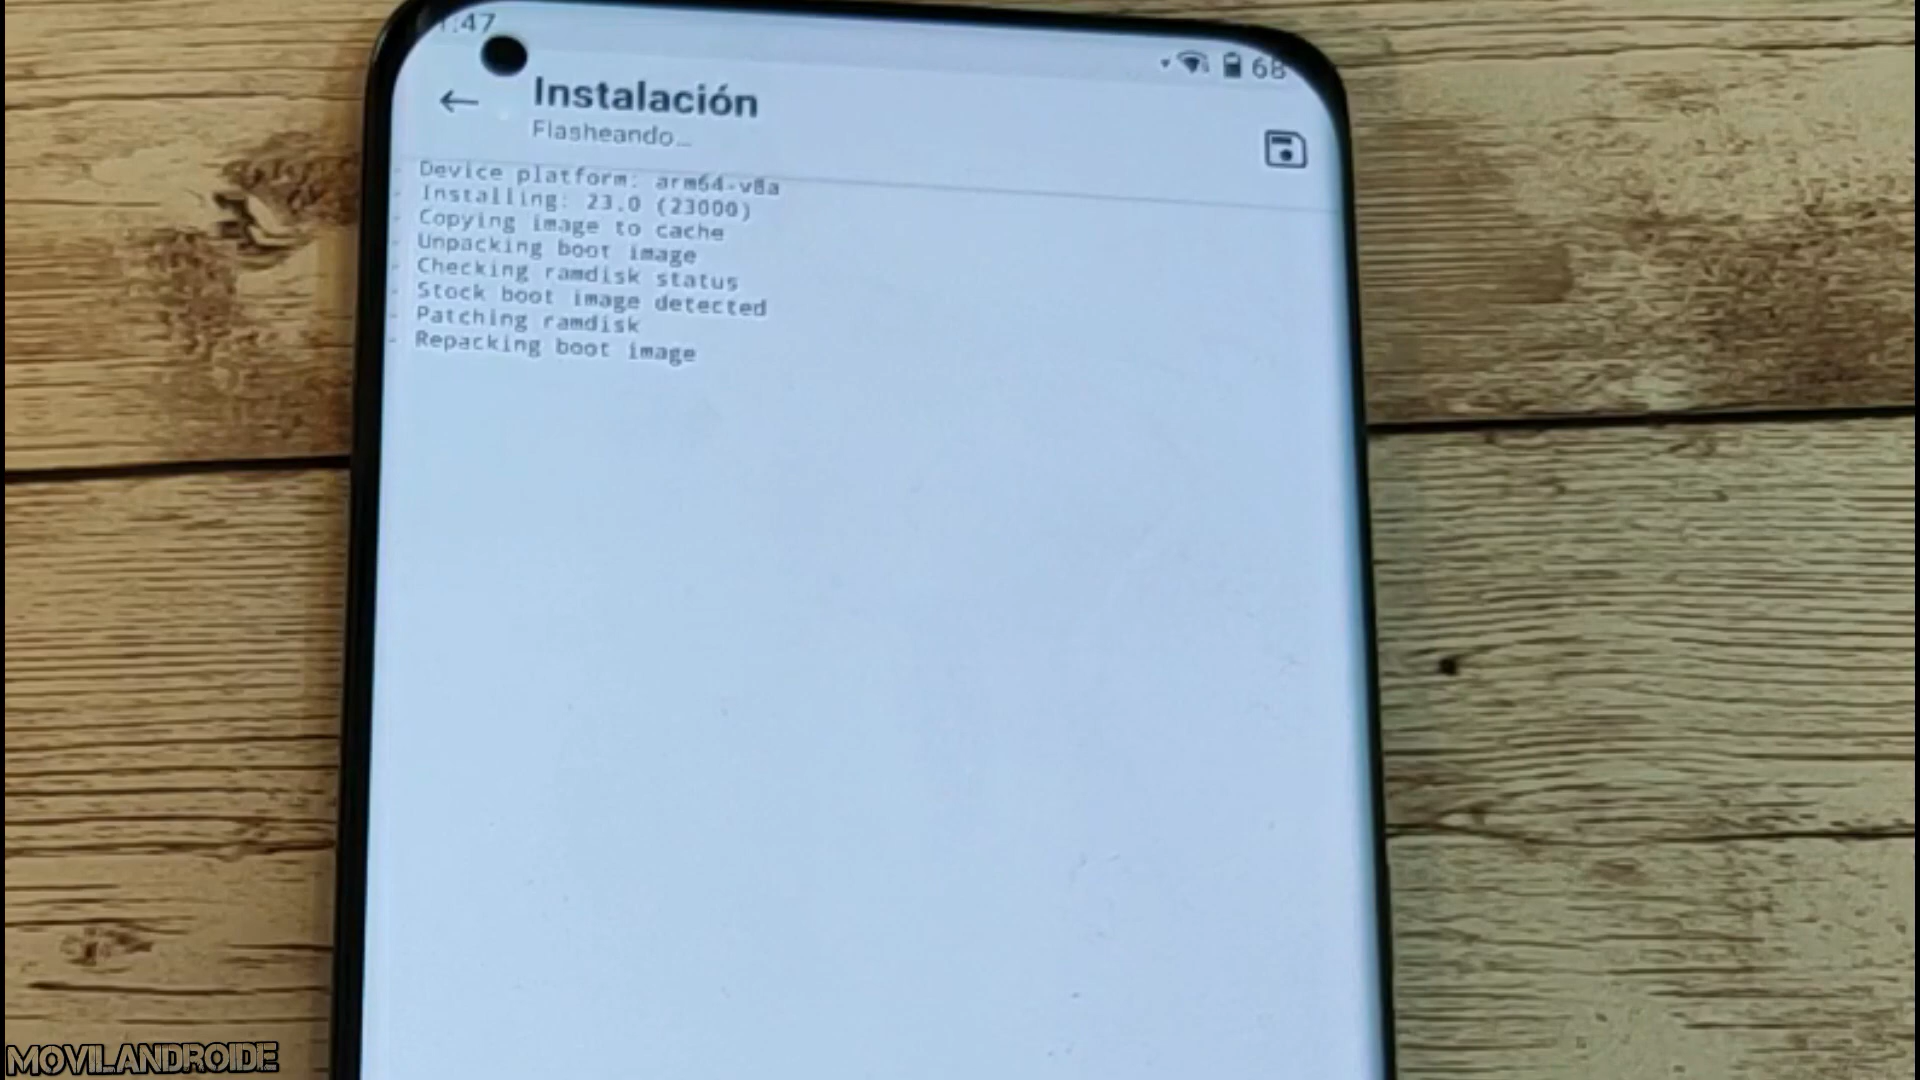 1:47
68
Instalación
Flasheando...
- Device platform: arm64-v8a
- Installing: 23.0 (23000)
- Copying image to cache
- Unpacking boot image
- Checking ramdisk status
- Stock boot image detected
- Patching ramdisk
- Repacking boot image
MOVILANDROIDE